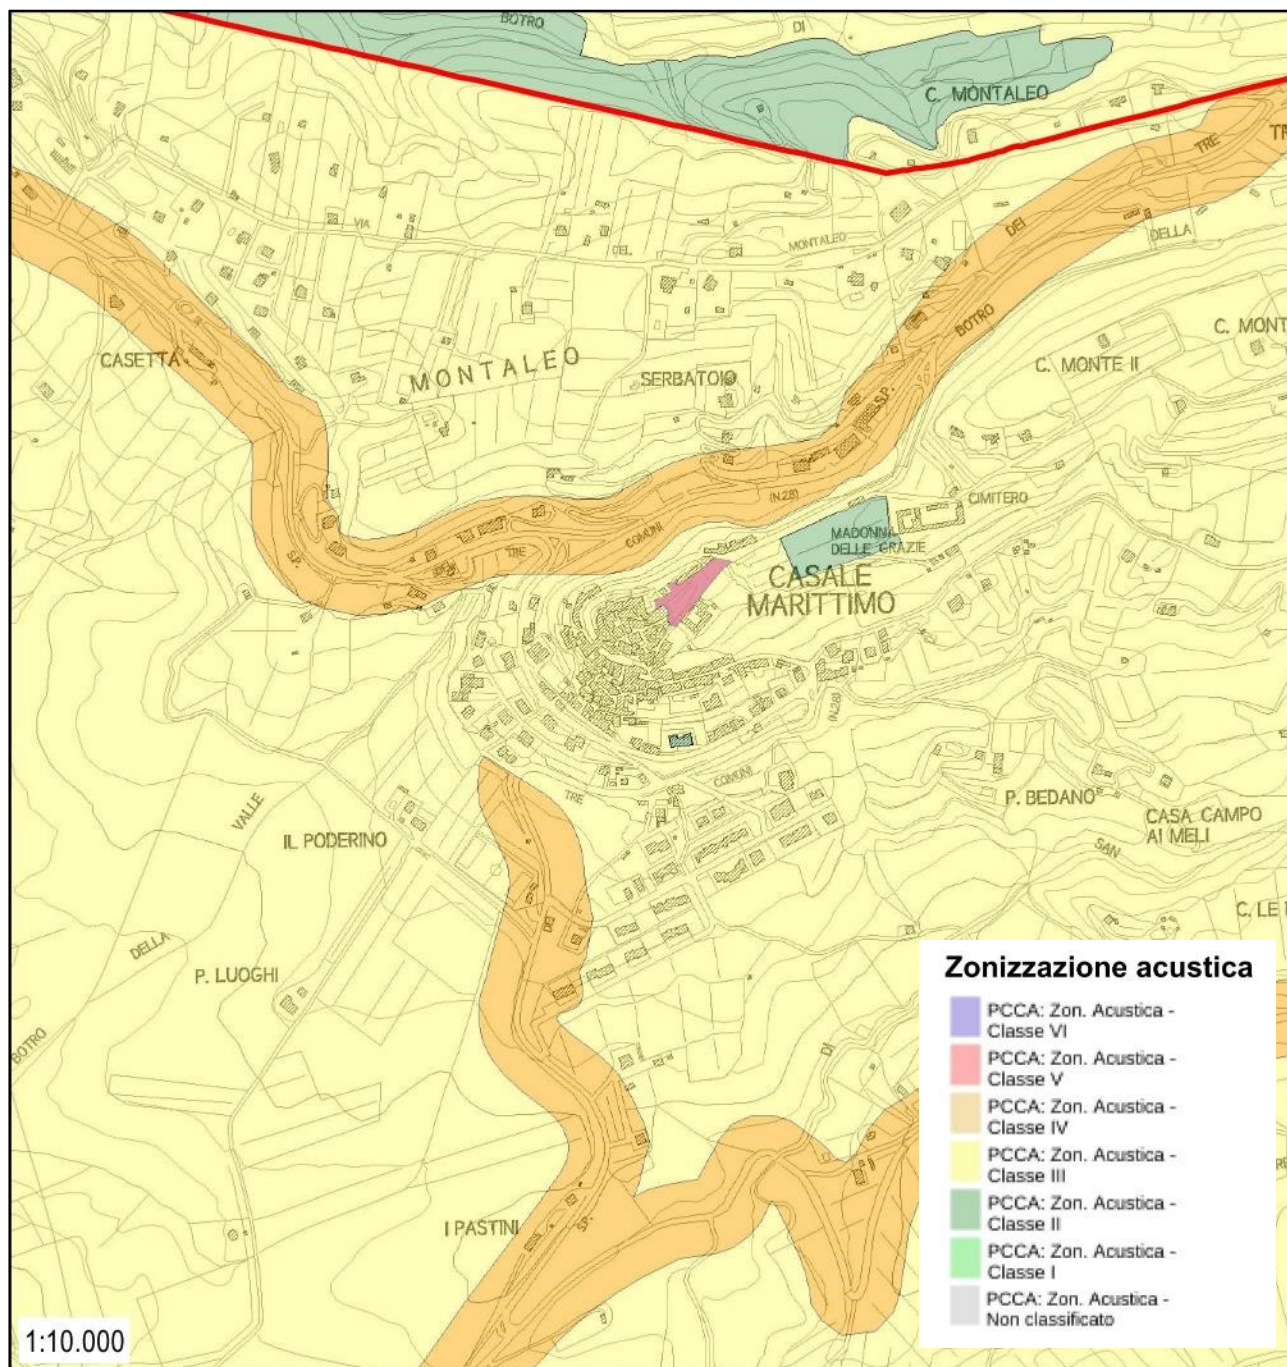 BOTRO
DI
C. MONTALEO
TRE
VIA
DEL
MONTALEO
DEI
DELLA
CASETTA
MONTALEO
SERBATOIO
BOTRO
C. MONTE II
C. MONT
S.P.
(N.28)
CIMITERO
S.P.
TRE
COMUNI
MADONNA
DELLE GRAZIE
CASALE
MARITTIMO
(N.28)
TRE
COMUNI
P. BEDANO
CASA CAMPO
AI MELI
SAN
VALLE
IL PODERINO
DEI
C. LE
DELLA
P. LUOGHI
BOTRO
DI
I PASTINI
S.P.
Zonizzazione acustica
PCCA: Zon. Acustica -
Classe VI
PCCA: Zon. Acustica -
Classe V
PCCA: Zon. Acustica -
Classe IV
PCCA: Zon. Acustica -
Classe III
PCCA: Zon. Acustica -
Classe II
PCCA: Zon. Acustica -
Classe I
PCCA: Zon. Acustica -
Non classificato
1:10.000